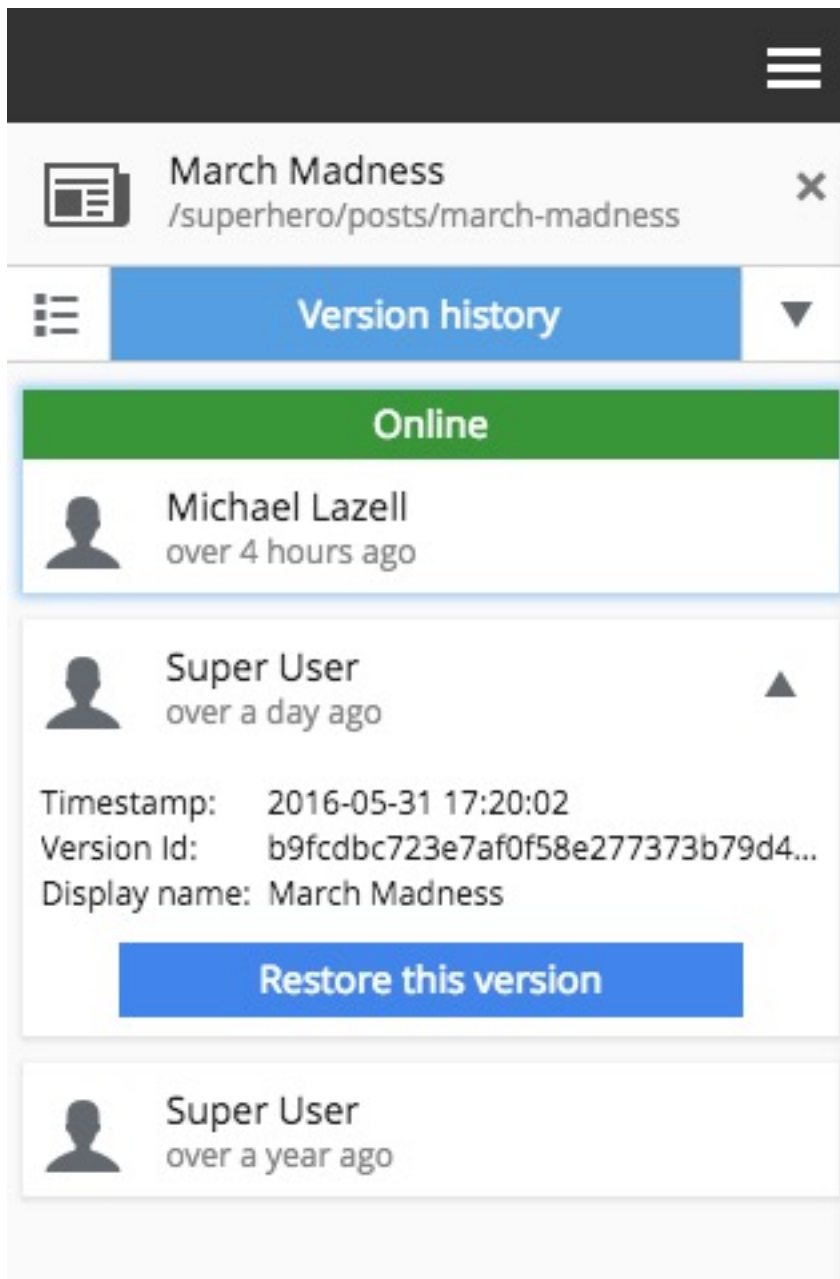 March Madness
/superhero/posts/march-madness
Version history
Online
Michael Lazell
over 4 hours ago
Super User
over a day ago
Timestamp: 2016-05-31 17:20:02
Version Id: b9fcdbc723e7af0f58e277373b79d4...
Display name: March Madness
Restore this version
Super User
over a year ago